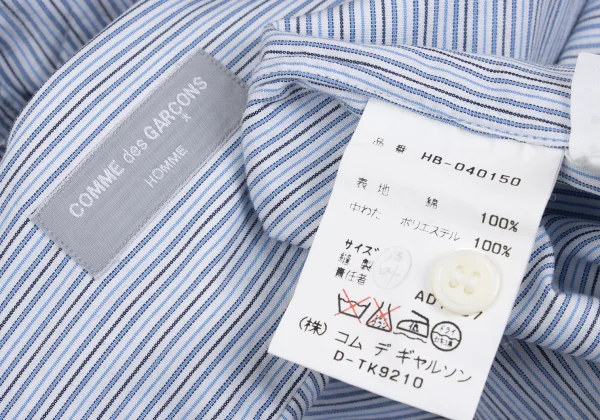 COMME des GARÇONS
*
HOMME
品番 HB-040150
表地 綿 100%
中わた ポリエステル 100%
サイズ
縫製
責任者
(株) コム デ ギャルソン
D-TK9210